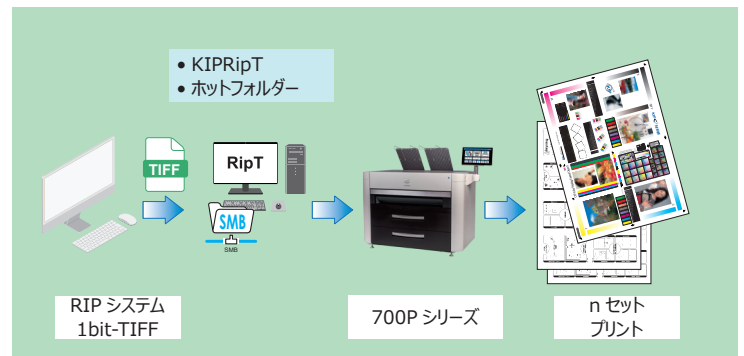 • KIPRipT
• ホットフォルダー
TIFF
RipT
SMB
SMB
RIP システム
1bit-TIFF
700P シリーズ
n セット
プリント